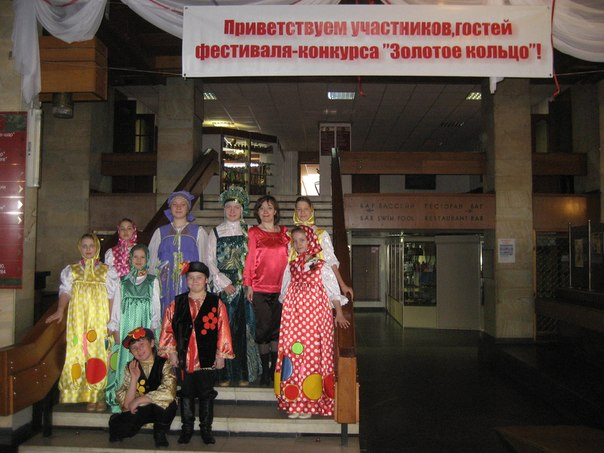 Приветствуем участников,гостей
фестиваля-конкурса "Золотое кольцо"!
БАР БАССЕЙН РЕСТОРАН БАР
BAR SWIM. POOL RESTAURANT BAR